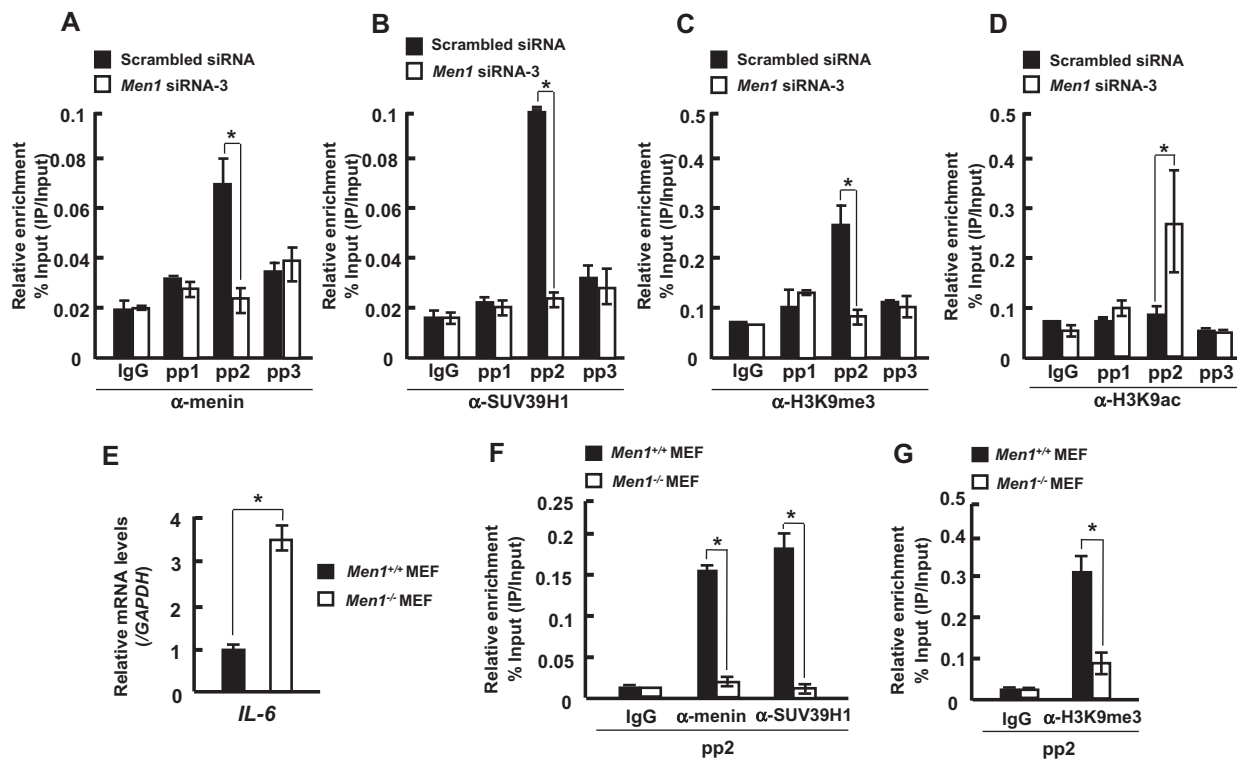 A
Scrambled siRNA
Men1 siRNA-3
Relative enrichment
% Input (IP/Input)
0.1
0.08
0.06
0.04
0.02
0
*
IgG pp1 pp2 pp3
α-menin
B
Scrambled siRNA
Men1 siRNA-3
Relative enrichment
% Input (IP/Input)
0.1
0.08
0.06
0.04
0.02
0
*
IgG pp1 pp2 pp3
α-SUV39H1
C
Scrambled siRNA
Men1 siRNA-3
Relative enrichment
% Input (IP/Input)
0.5
0.4
0.3
0.2
0.1
0
*
IgG pp1 pp2 pp3
α-H3K9me3
D
Scrambled siRNA
Men1 siRNA-3
Relative enrichment
% Input (IP/Input)
0.5
0.4
0.3
0.2
0.1
0
*
IgG pp1 pp2 pp3
α-H3K9ac
E
Relative mRNA levels
(/GAPDH)
4
3
2
1
0
*
IL-6
Men1+/+ MEF
Men1-/- MEF
F
Men1+/+ MEF
Men1-/- MEF
Relative enrichment
% Input (IP/Input)
0.25
0.2
0.15
0.1
0.05
0
*
*
IgG α-menin α-SUV39H1
pp2
G
Men1+/+ MEF
Men1-/- MEF
Relative enrichment
% Input (IP/Input)
0.5
0.4
0.3
0.2
0.1
0
*
IgG α-H3K9me3
pp2